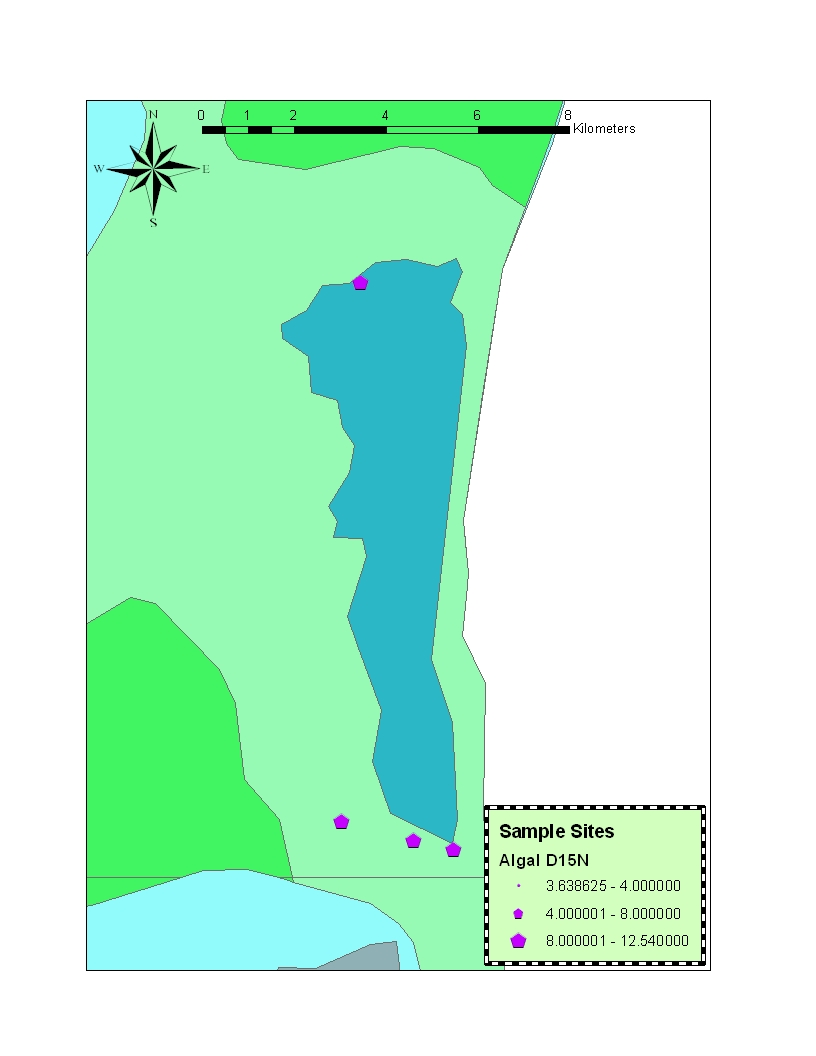 N
0 1 2 4 6 8
Kilometers
W E
S
Sample Sites
Algal D15N
3.638625 - 4.000000
4.000001 - 8.000000
8.000001 - 12.540000